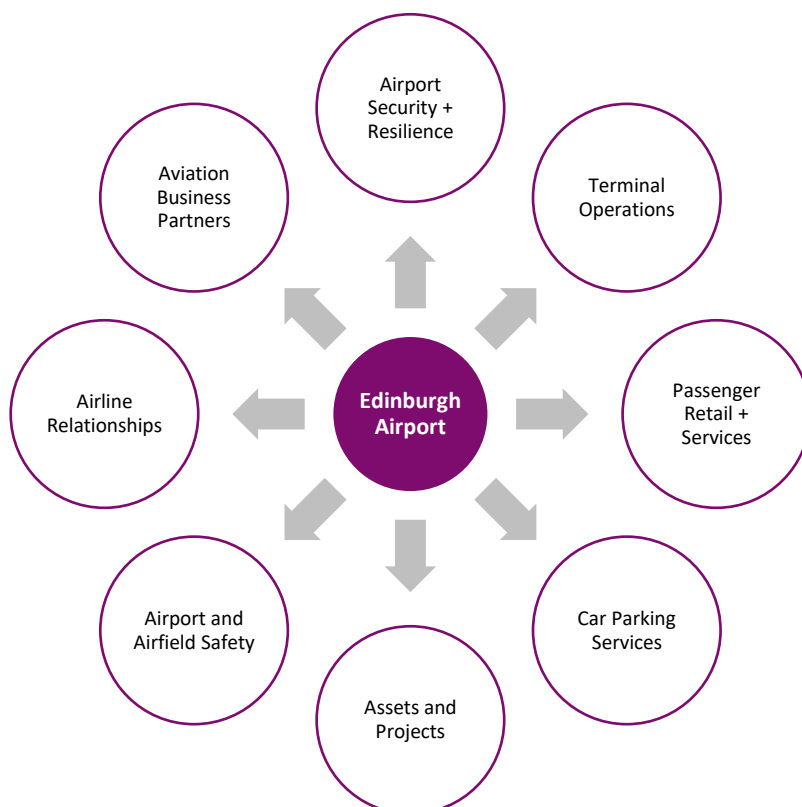 Airport
Security +
Resilience
Terminal
Operations
Passenger
Retail +
Services
Car Parking
Services
Assets and
Projects
Airport and
Airfield Safety
Airline
Relationships
Aviation
Business
Partners
Edinburgh
Airport